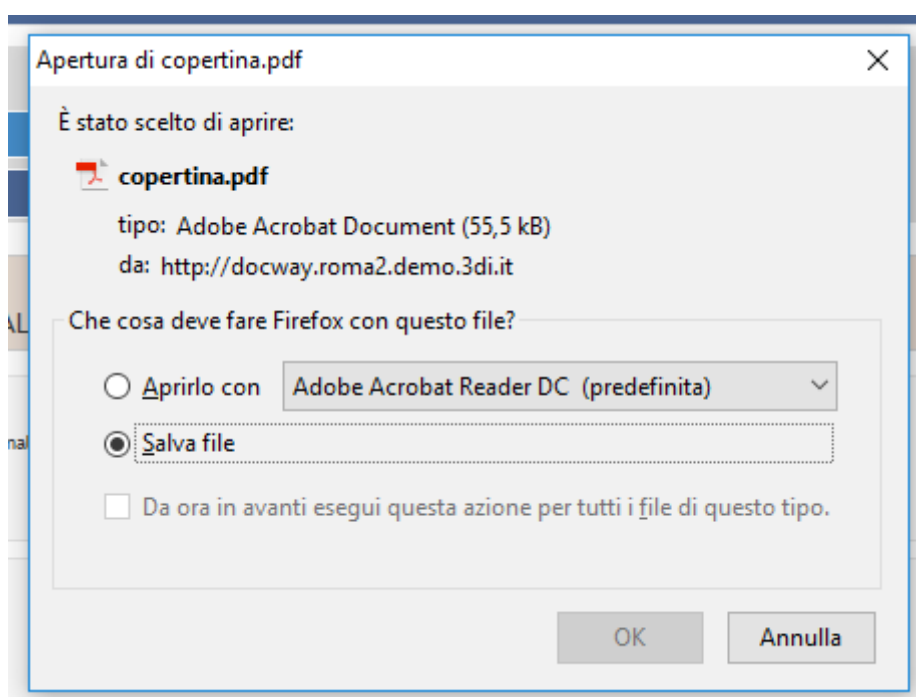 Apertura di copertina.pdf
È stato scelto di aprire:
copertina.pdf
tipo: Adobe Acrobat Document (55,5 kB)
da: http://docway.roma2.demo.3di.it
AL
Che cosa deve fare Firefox con questo file?
Aprirlo con Adobe Acrobat Reader DC (predefinita)
nal
Salva file
Da ora in avanti esegui questa azione per tutti i file di questo tipo.
OK Annulla